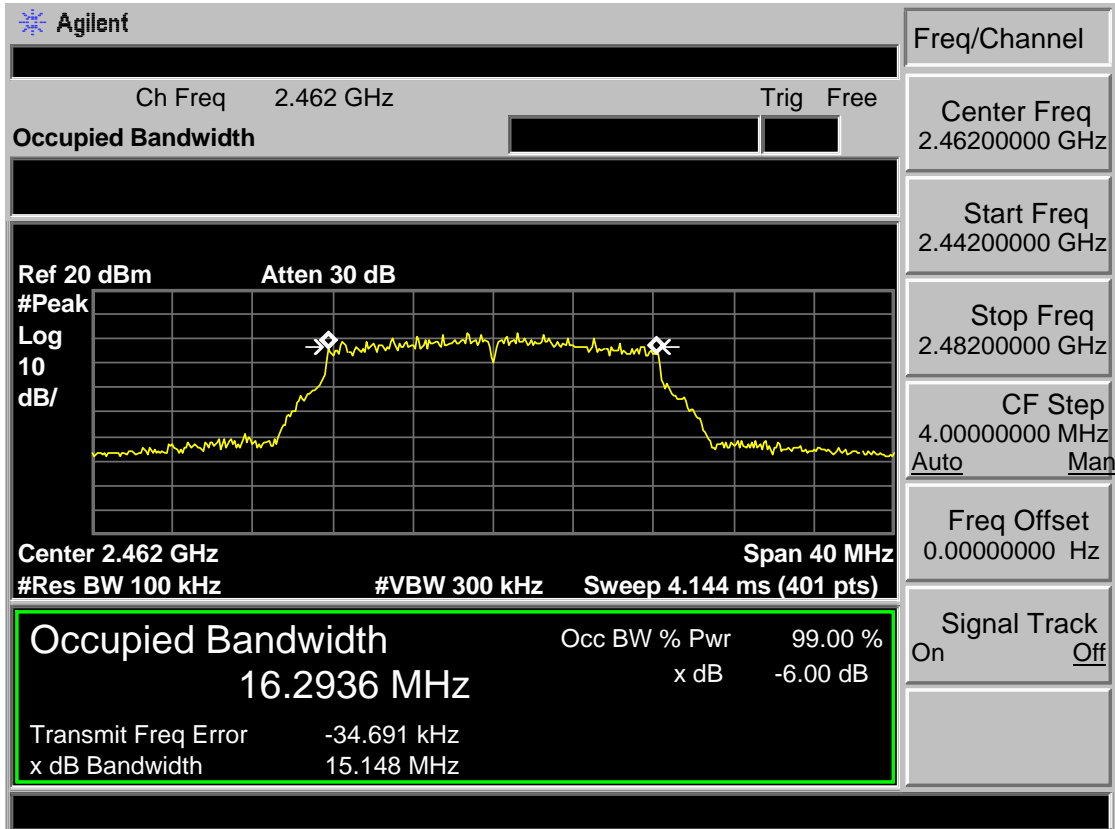 Agilent
Freq/Channel
Ch Freq 2.462 GHz Trig Free
Occupied Bandwidth
Center Freq
2.46200000 GHz
Start Freq
2.44200000 GHz
Stop Freq
2.48200000 GHz
CF Step
4.00000000 MHz
Auto Man
Freq Offset
0.00000000 Hz
Signal Track
On Off
Ref 20 dBm Atten 30 dB
#Peak
Log
10
dB/
Center 2.462 GHz Span 40 MHz
#Res BW 100 kHz #VBW 300 kHz Sweep 4.144 ms (401 pts)
Occupied Bandwidth
16.2936 MHz
Occ BW % Pwr 99.00 %
x dB -6.00 dB
Transmit Freq Error -34.691 kHz
x dB Bandwidth 15.148 MHz